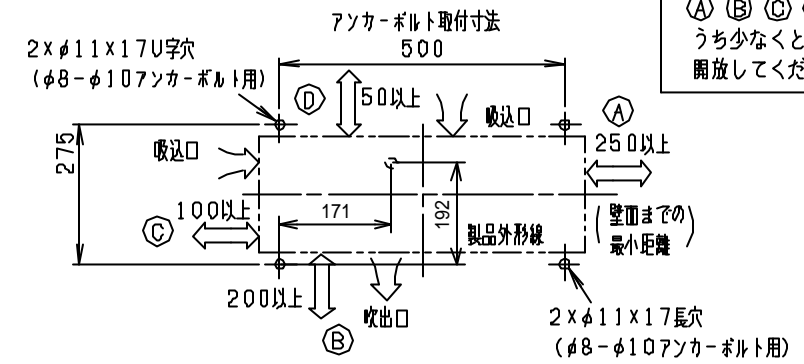 アンカーボルト取付寸法
500
Ⓐ Ⓑ Ⓒ
うち少なくと
開放してくだ
2×φ11×17U字穴
(φ8-φ10アンカーボルト用)
Ⓓ
50以上
吸込口
Ⓐ
250以上
275
吸込口
171
192
100以上
Ⓒ
製品外形線
(壁面までの
最小距離)
200以上
Ⓑ
吹出口
2×φ11×17長穴
(φ8-φ10アンカーボルト用)